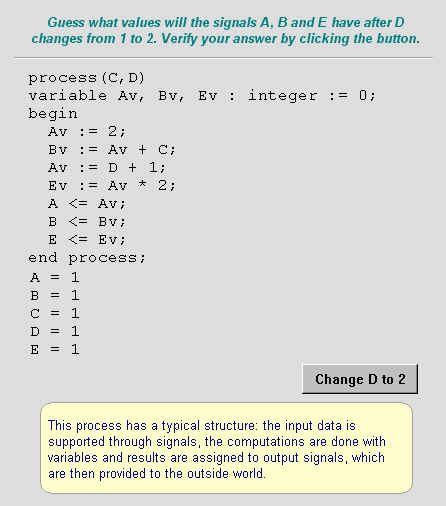 Guess what values will the signals A, B and E have after D
changes from 1 to 2. Verify your answer by clicking the button.
process(C,D)
variable Av, Bv, Ev : integer := 0;
begin
  Av := 2;
  Bv := Av + C;
  Av := D + 1;
  Ev := Av * 2;
  A <= Av;
  B <= Bv;
  E <= Ev;
end process;
A = 1
B = 1
C = 1
D = 1
E = 1
Change D to 2
This process has a typical structure: the input data is
supported through signals, the computations are done with
variables and results are assigned to output signals, which
are then provided to the outside world.